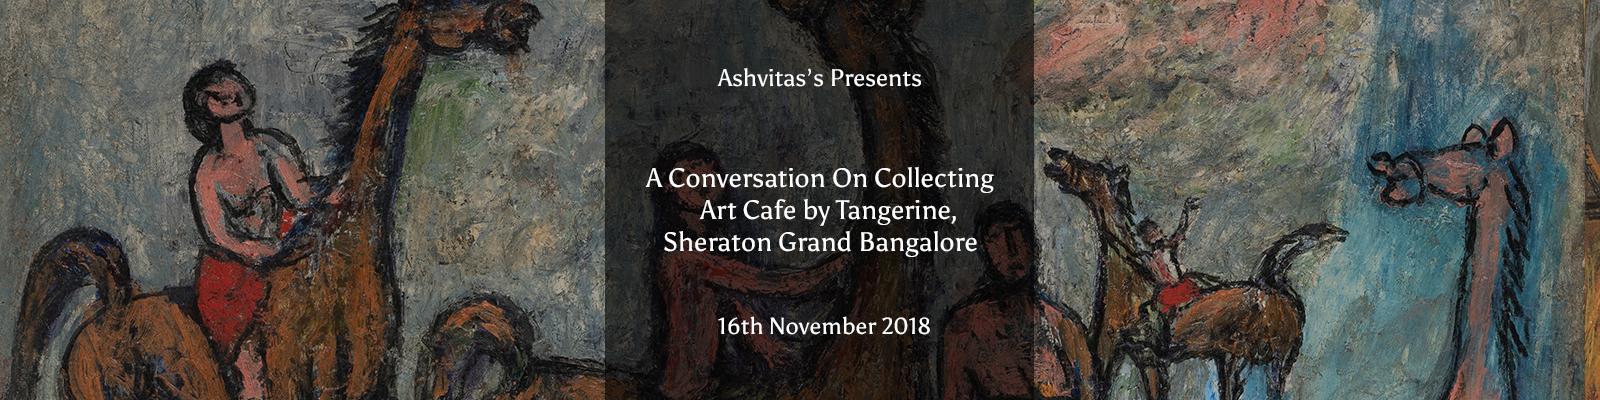 Ashvitas's Presents
A Conversation On Collecting
Art Cafe by Tangerine,
Sheraton Grand Bangalore
16th November 2018